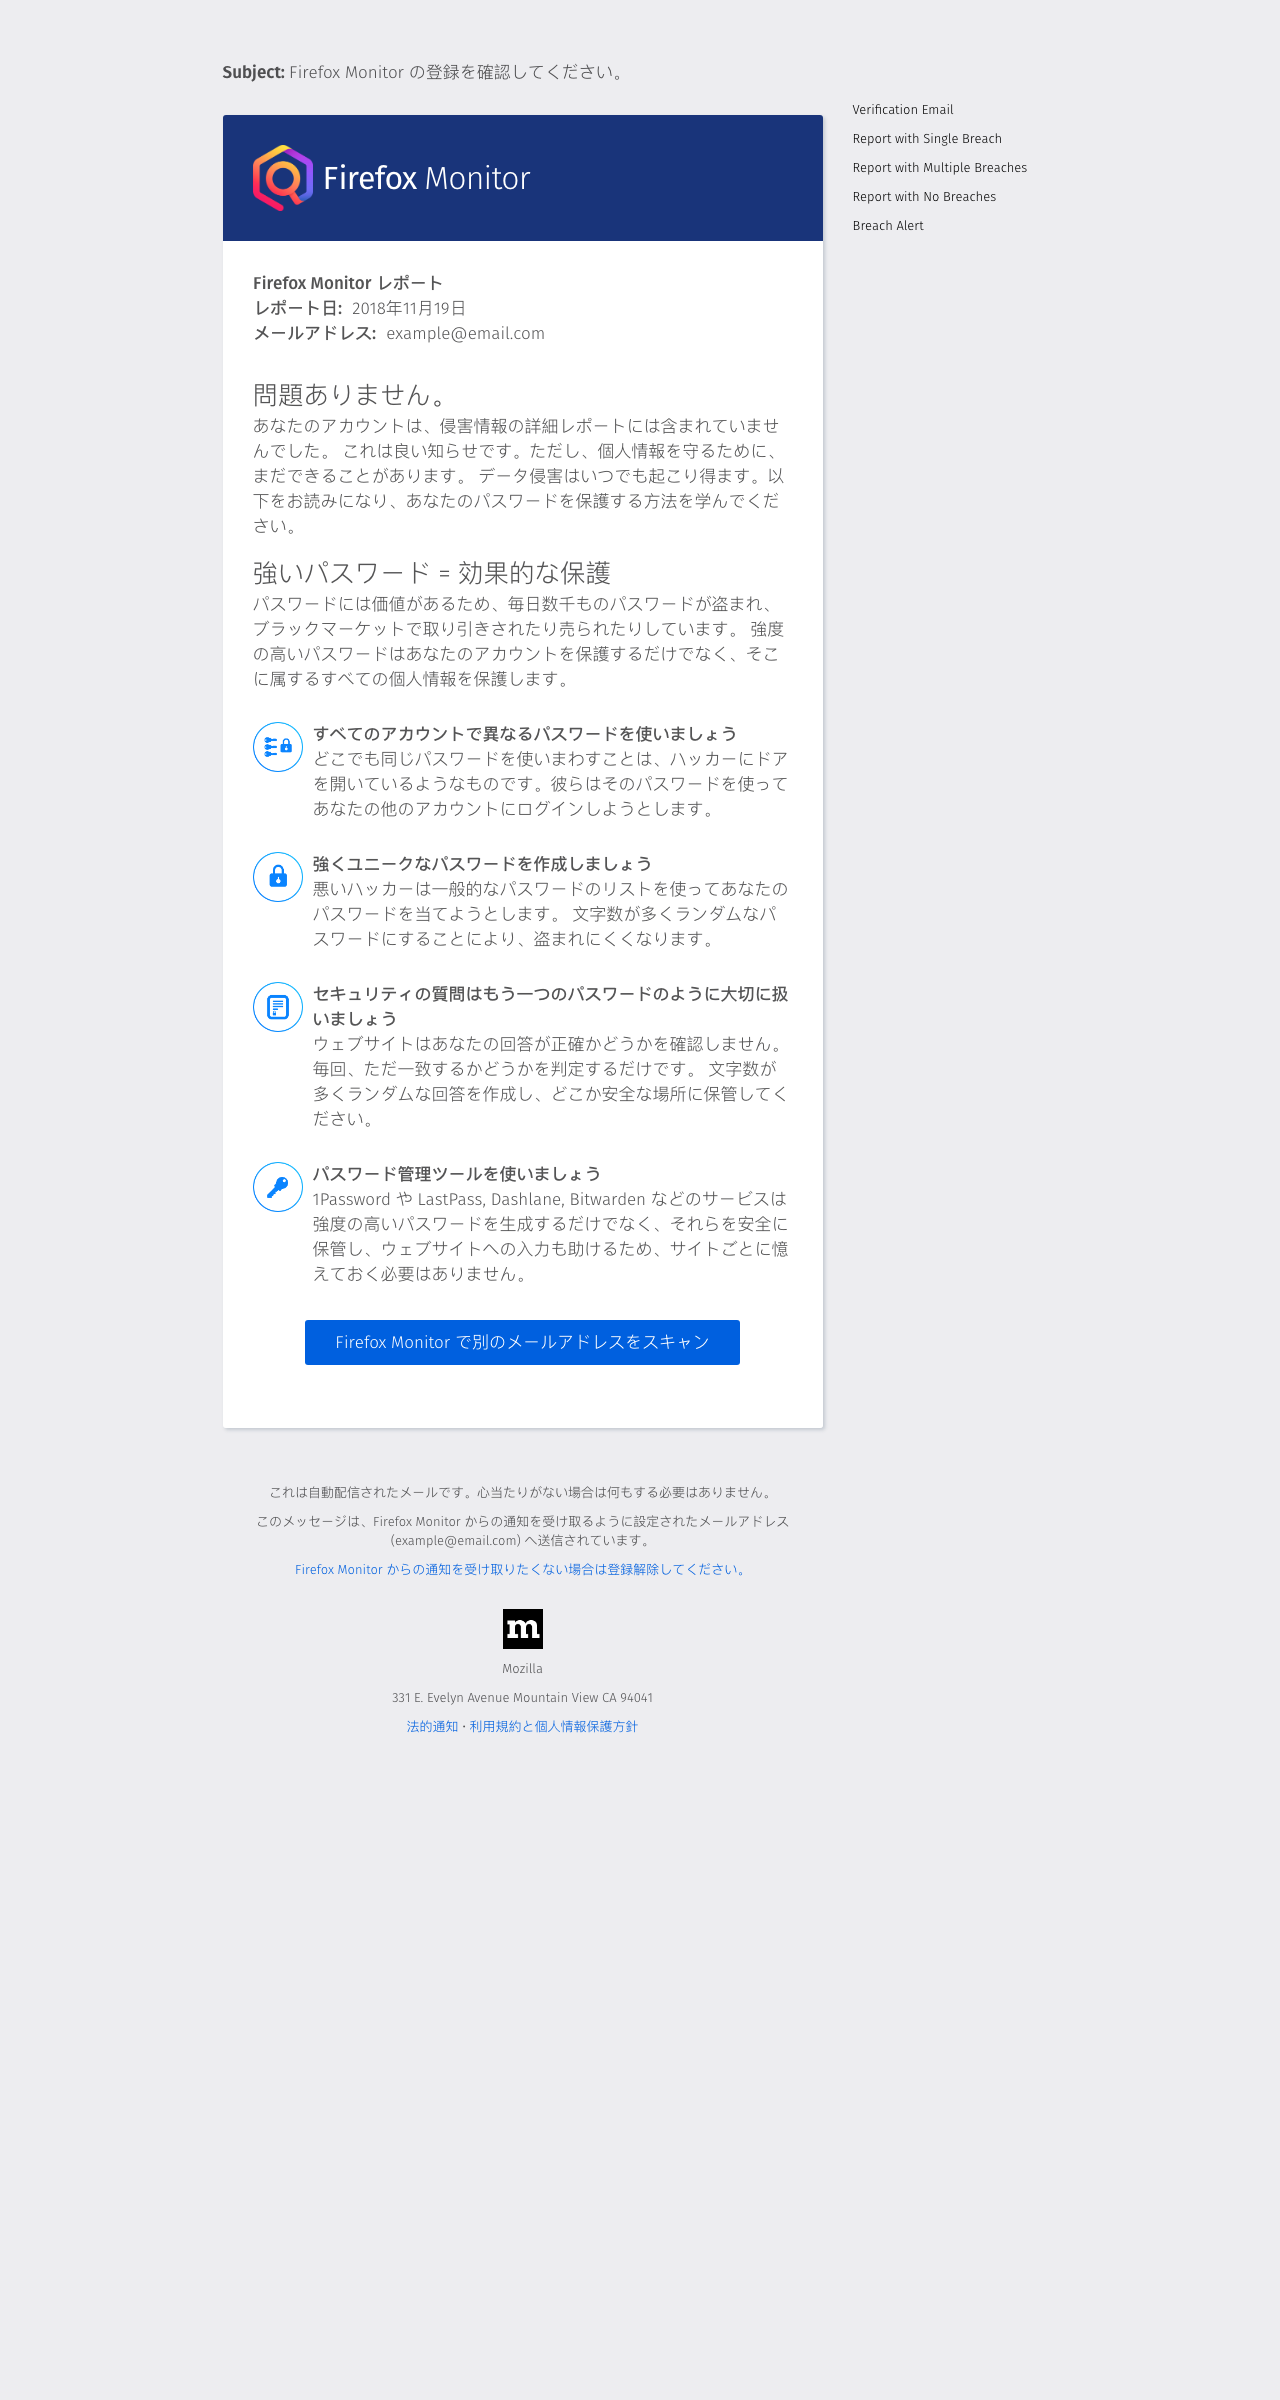 Subject: Firefox Monitor の登録を確認してください。
Verification Email
Report with Single Breach
Report with Multiple Breaches
Report with No Breaches
Breach Alert
Firefox Monitor
Firefox Monitor レポート
レポート日: 2018年11月19日
メールアドレス: example@email.com
問題ありません。
あなたのアカウントは、侵害情報の詳細レポートには含まれていませ
んでした。 これは良い知らせです。ただし、個人情報を守るために、
まだできることがあります。 データ侵害はいつでも起こり得ます。以
下をお読みになり、あなたのパスワードを保護する方法を学んでくだ
さい。
強いパスワード = 効果的な保護
パスワードには価値があるため、毎日数千ものパスワードが盗まれ、
ブラックマーケットで取り引きされたり売られたりしています。 強度
の高いパスワードはあなたのアカウントを保護するだけでなく、そこ
に属するすべての個人情報を保護します。
すべてのアカウントで異なるパスワードを使いましょう
どこでも同じパスワードを使いまわすことは、ハッカーにドア
を開いているようなものです。彼らはそのパスワードを使って
あなたの他のアカウントにログインしようとします。
強くユニークなパスワードを作成しましょう
悪いハッカーは一般的なパスワードのリストを使ってあなたの
パスワードを当てようとします。 文字数が多くランダムなパ
スワードにすることにより、盗まれにくくなります。
セキュリティの質問はもう一つのパスワードのように大切に扱
いましょう
ウェブサイトはあなたの回答が正確かどうかを確認しません。
毎回、ただ一致するかどうかを判定するだけです。 文字数が
多くランダムな回答を作成し、どこか安全な場所に保管してく
ださい。
パスワード管理ツールを使いましょう
1Password や LastPass, Dashlane, Bitwarden などのサービスは
強度の高いパスワードを生成するだけでなく、それらを安全に
保管し、ウェブサイトへの入力も助けるため、サイトごとに憶
えておく必要はありません。
Firefox Monitor で別のメールアドレスをスキャン
これは自動配信されたメールです。心当たりがない場合は何もする必要はありません。
このメッセージは、Firefox Monitor からの通知を受け取るように設定されたメールアドレス
(example@email.com) へ送信されています。
Firefox Monitor からの通知を受け取りたくない場合は登録解除してください。
m
Mozilla
331 E. Evelyn Avenue Mountain View CA 94041
法的通知 • 利用規約と個人情報保護方針